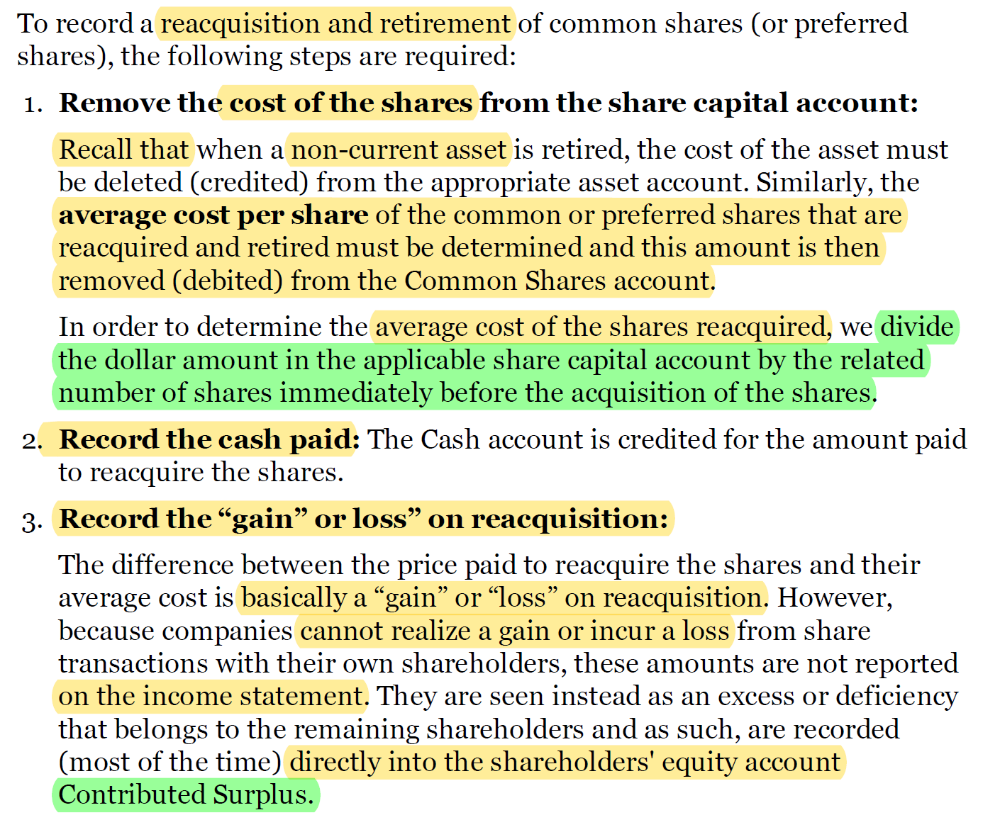 To record a reacquisition and retirement of common shares (or preferred
shares), the following steps are required:
1. Remove the cost of the shares from the share capital account:
Recall that when a non-current asset is retired, the cost of the asset must
be deleted (credited) from the appropriate asset account. Similarly, the
average cost per share of the common or preferred shares that are
reacquired and retired must be determined and this amount is then
removed (debited) from the Common Shares account.
In order to determine the average cost of the shares reacquired, we divide
the dollar amount in the applicable share capital account by the related
number of shares immediately before the acquisition of the shares.
2. Record the cash paid: The Cash account is credited for the amount paid
to reacquire the shares.
3. Record the “gain” or loss” on reacquisition:
The difference between the price paid to reacquire the shares and their
average cost is basically a “gain” or “loss” on reacquisition. However,
because companies cannot realize a gain or incur a loss from share
transactions with their own shareholders, these amounts are not reported
on the income statement. They are seen instead as an excess or deficiency
that belongs to the remaining shareholders and as such, are recorded
(most of the time) directly into the shareholders' equity account
Contributed Surplus.